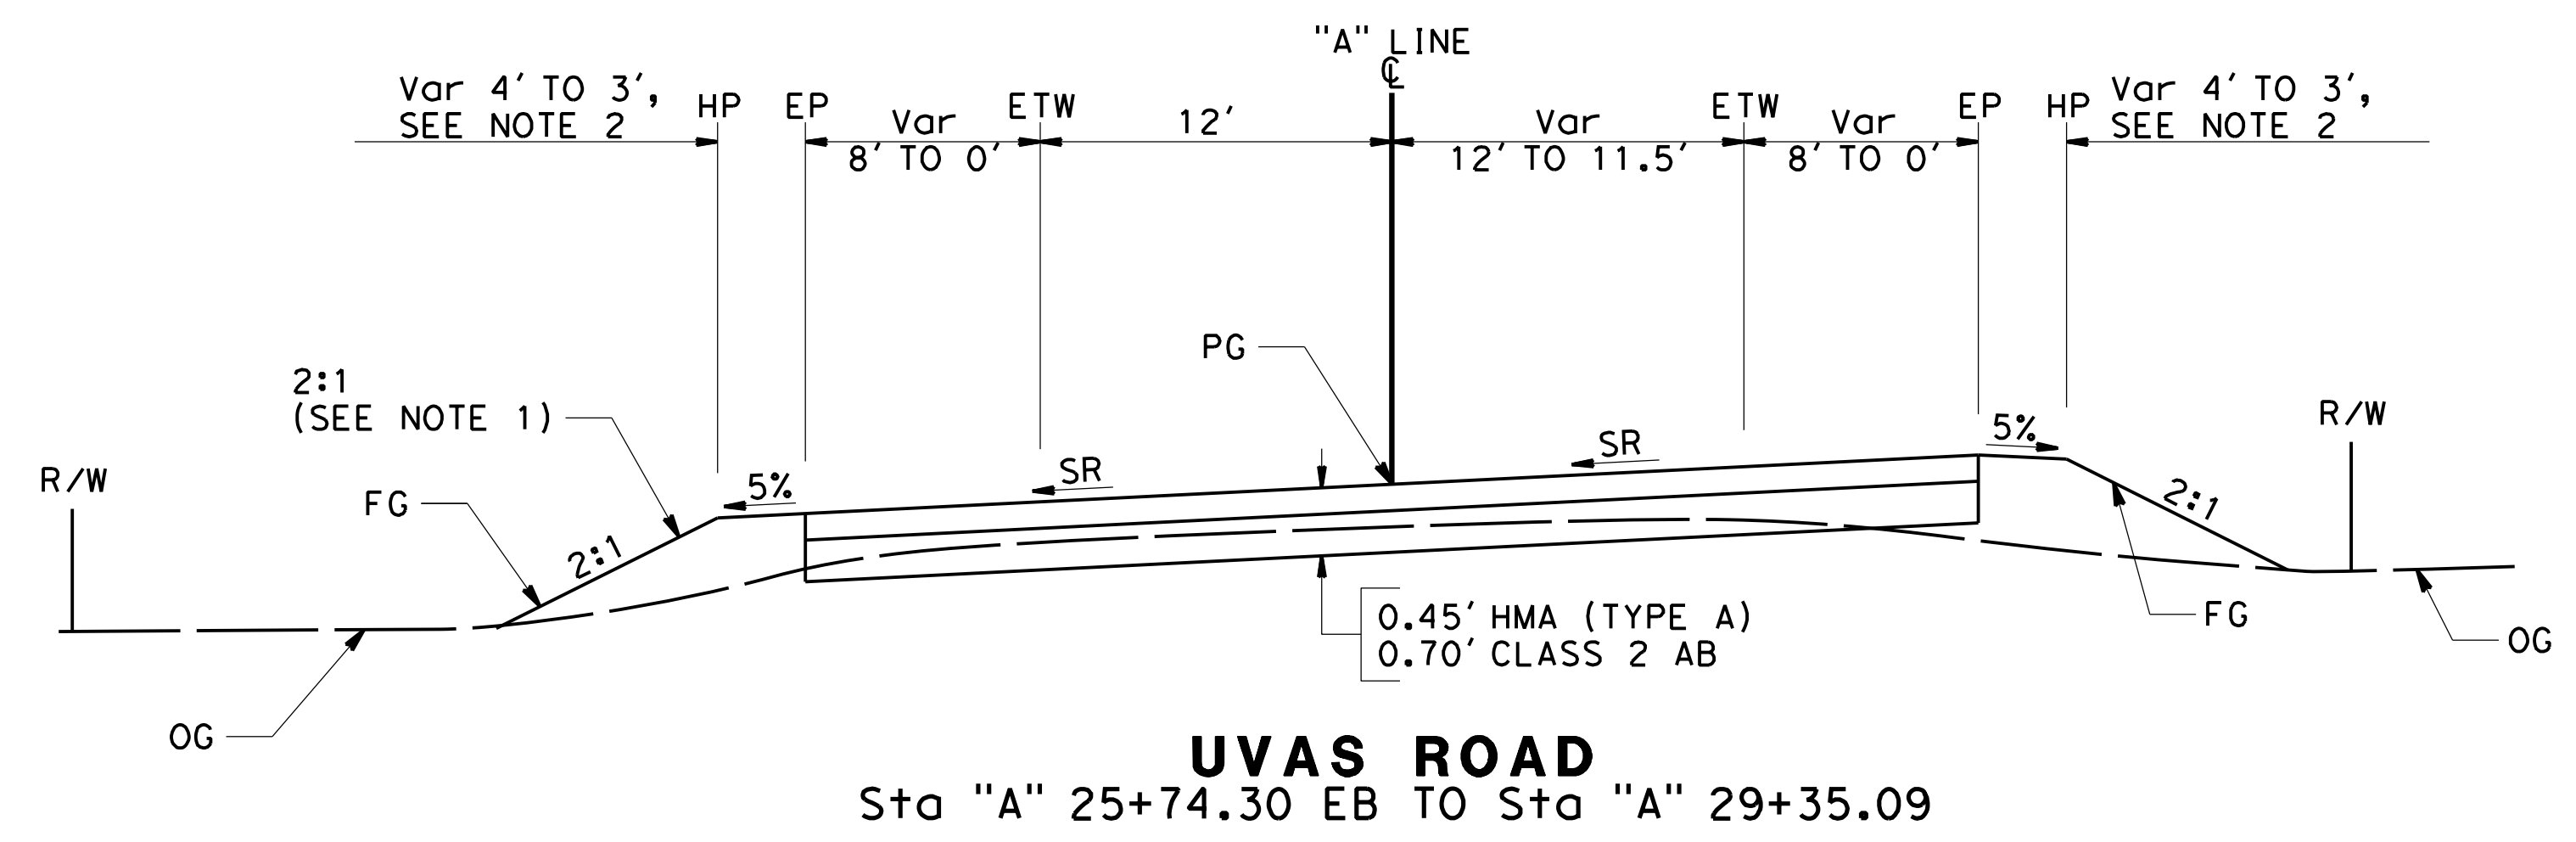 "A" LINE
℄
Var 4' TO 3',
SEE NOTE 2
HP
EP
Var
8' TO 0'
ETW
12'
Var
12' TO 11.5'
ETW
Var
8' TO 0'
EP
HP
Var 4' TO 3',
SEE NOTE 2
PG
2:1
(SEE NOTE 1)
R/W
FG
5%
SR
SR
5%
R/W
2:1
2:1
0.45' HMA (TYPE A)
0.70' CLASS 2 AB
FG
OG
OG
UVAS ROAD
Sta "A" 25+74.30 EB TO Sta "A" 29+35.09